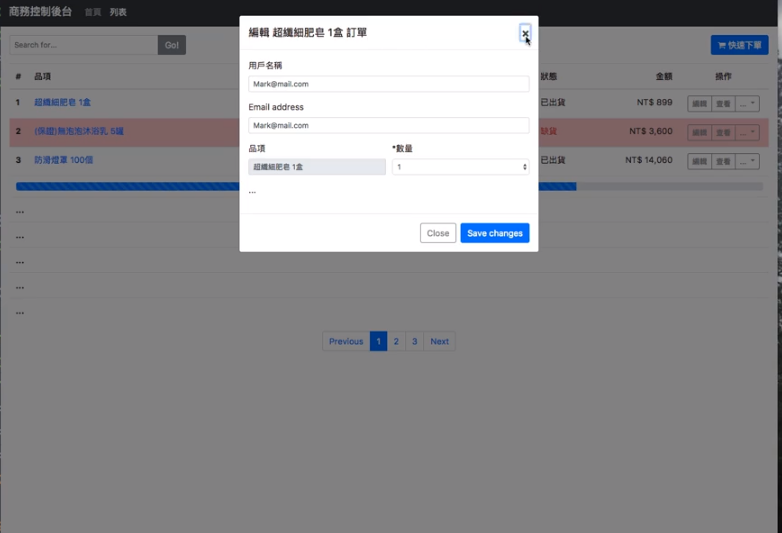 商務控制後台 首頁 列表
Search for... Go!
快速下單
# 品項 狀態 金額 操作
1 超纖細肥皂 1盒 已出貨 NT$ 899 編輯 查看 ...
2 (保證)無泡泡沐浴乳 5罐 缺貨 NT$ 3,600 編輯 查看 ...
3 防滑燈罩 100個 已出貨 NT$ 14,060 編輯 查看 ...
...
...
...
...
...
Previous 1 2 3 Next
編輯 超纖細肥皂 1盒 訂單 ×
用戶名稱
Mark@mail.com
Email address
Mark@mail.com
品項 *數量
超纖細肥皂 1盒 1
...
Close Save changes